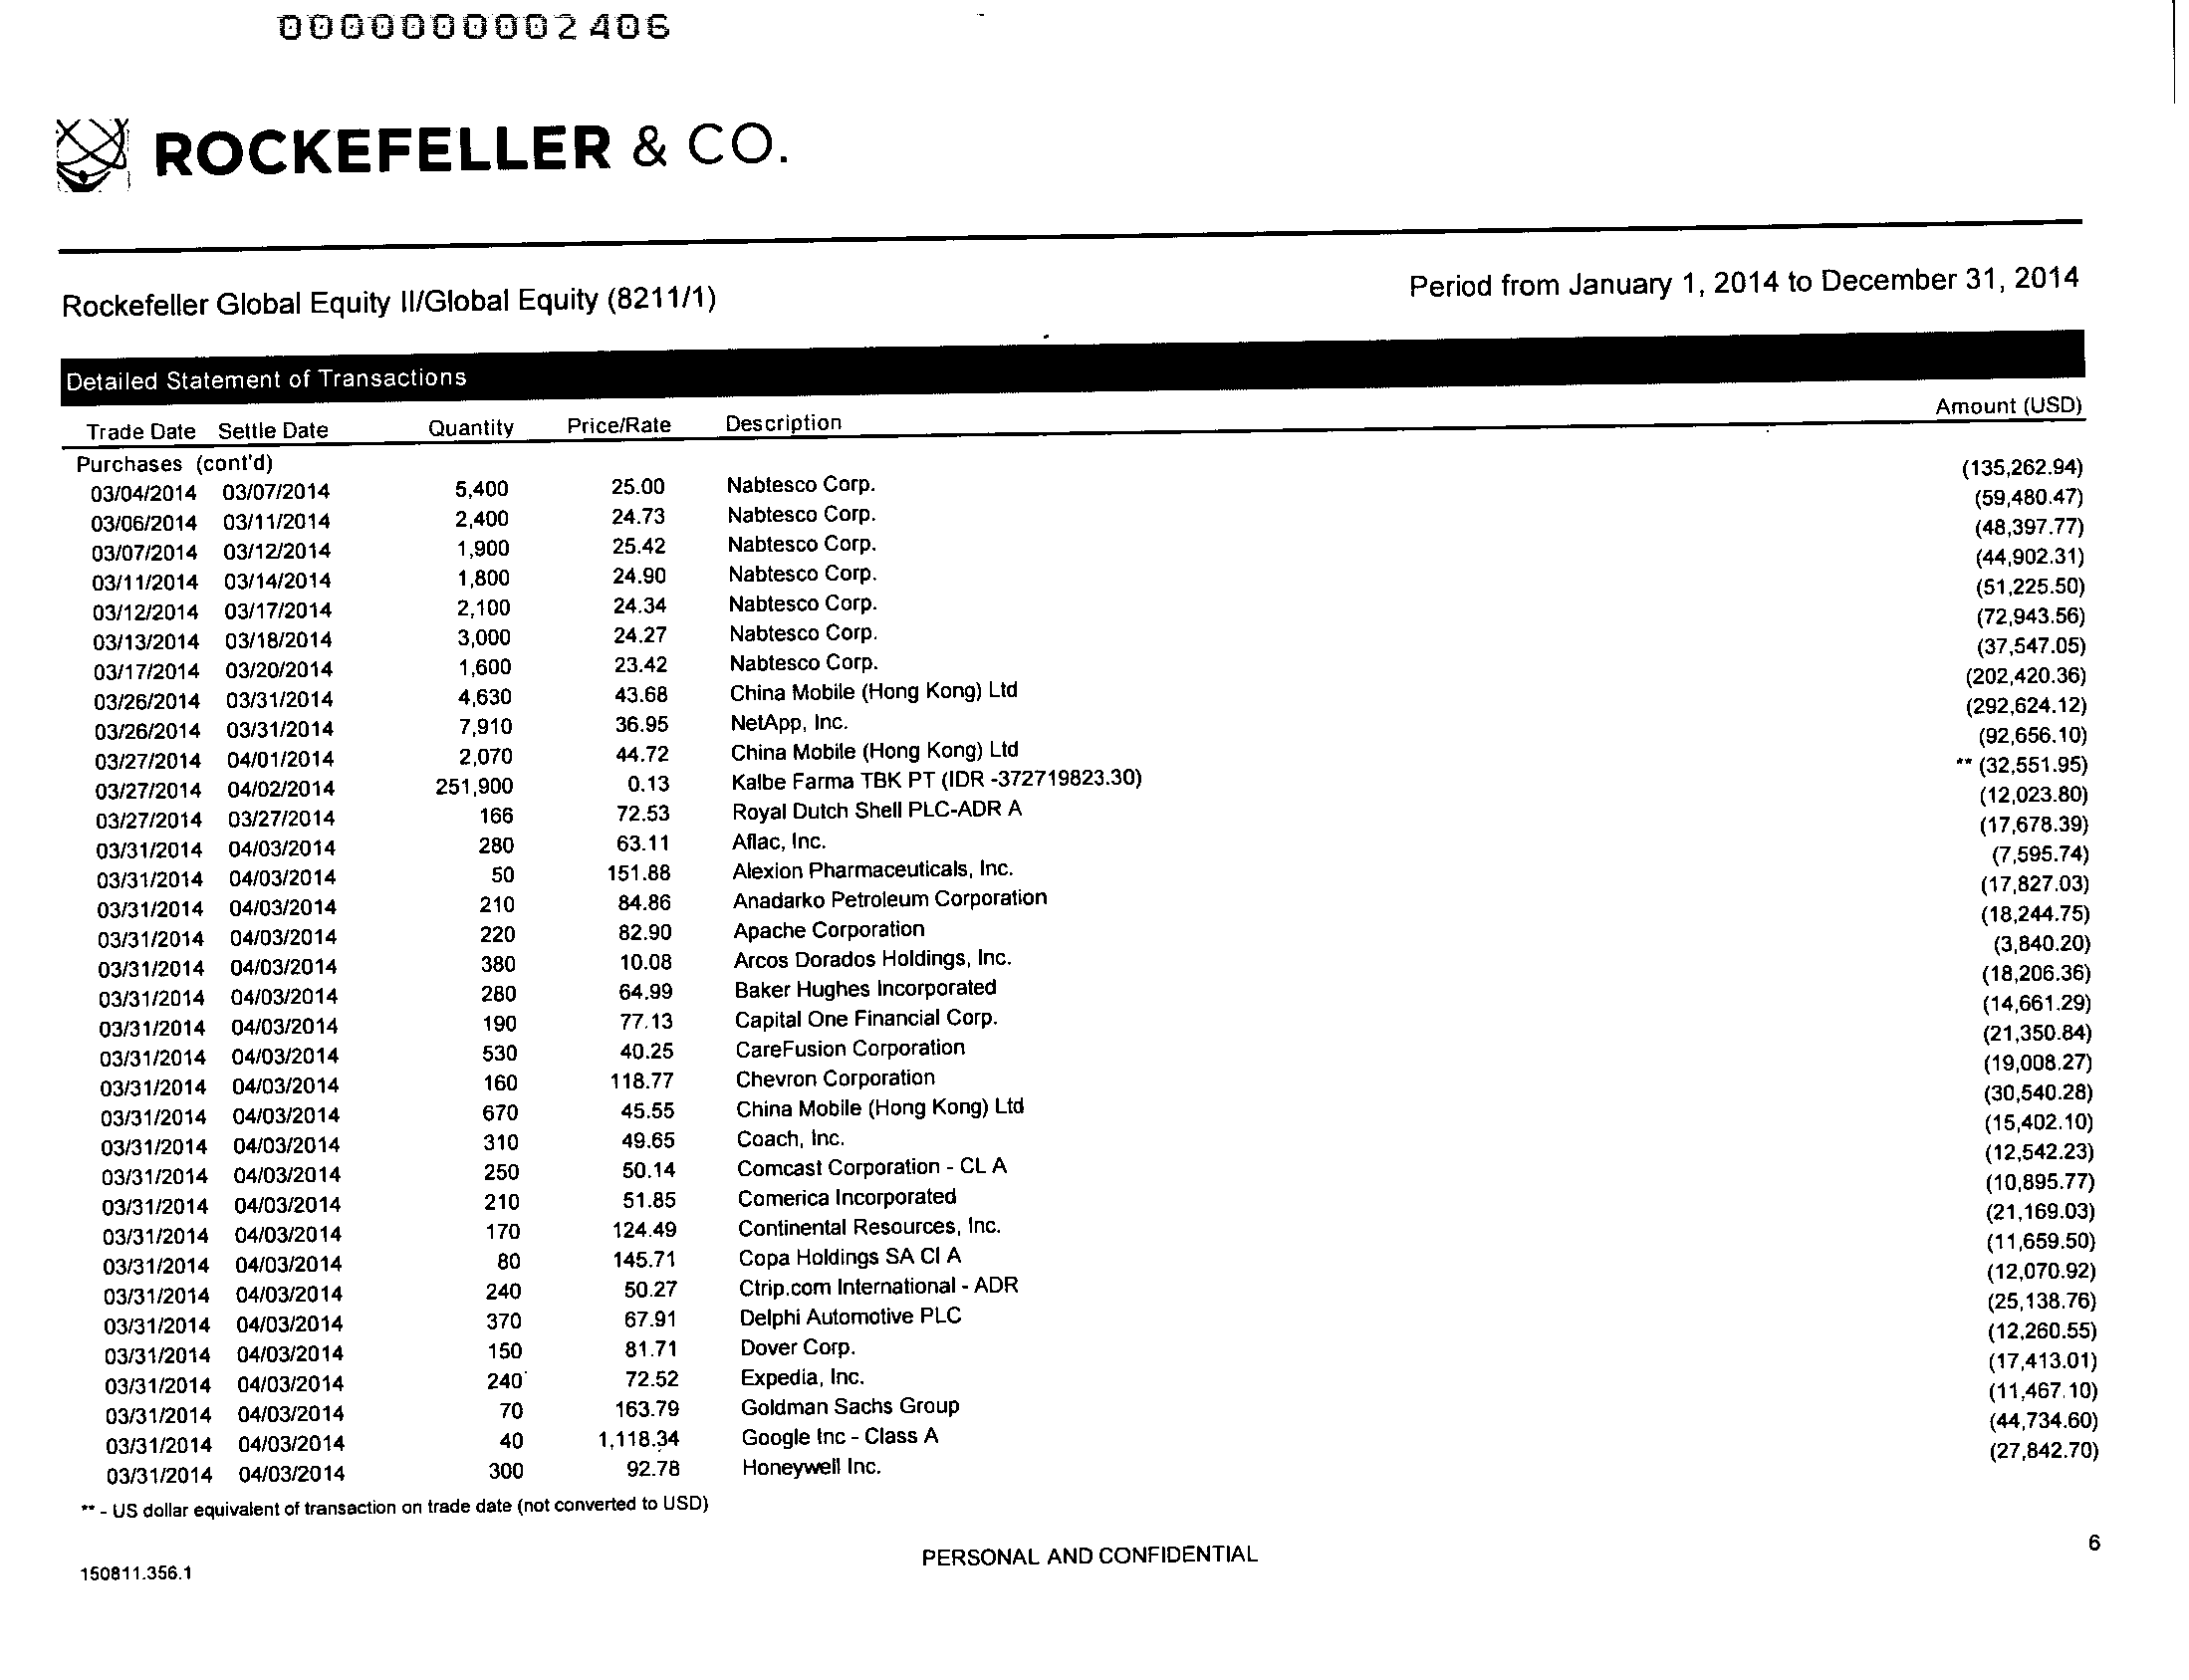 0000000002406
ROCKEFELLER & CO.
Rockefeller Global Equity II/Global Equity (8211/1) Period from January 1, 2014 to December 31, 2014
Detailed Statement of Transactions
Trade Date Settle Date Quantity Price/Rate Description Amount (USD)
Purchases (cont'd)
03/04/2014 03/07/2014 5,400 25.00 Nabtesco Corp. (135,262.94)
03/06/2014 03/11/2014 2,400 24.73 Nabtesco Corp. (59,480.47)
03/07/2014 03/12/2014 1,900 25.42 Nabtesco Corp. (48,397.77)
03/11/2014 03/14/2014 1,800 24.90 Nabtesco Corp. (44,902.31)
03/12/2014 03/17/2014 2,100 24.34 Nabtesco Corp. (51,225.50)
03/13/2014 03/18/2014 3,000 24.27 Nabtesco Corp. (72,943.56)
03/17/2014 03/20/2014 1,600 23.42 Nabtesco Corp. (37,547.05)
03/26/2014 03/31/2014 4,630 43.68 China Mobile (Hong Kong) Ltd (202,420.36)
03/26/2014 03/31/2014 7,910 36.95 NetApp, Inc. (292,624.12)
03/27/2014 04/01/2014 2,070 44.72 China Mobile (Hong Kong) Ltd (92,656.10)
03/27/2014 04/02/2014 251,900 0.13 Kalbe Farma TBK PT (IDR -372719823.30) ** (32,551.95)
03/27/2014 03/27/2014 166 72.53 Royal Dutch Shell PLC-ADR A (12,023.80)
03/31/2014 04/03/2014 280 63.11 Aflac, Inc. (17,678.39)
03/31/2014 04/03/2014 50 151.88 Alexion Pharmaceuticals, Inc. (7,595.74)
03/31/2014 04/03/2014 210 84.86 Anadarko Petroleum Corporation (17,827.03)
03/31/2014 04/03/2014 220 82.90 Apache Corporation (18,244.75)
03/31/2014 04/03/2014 380 10.08 Arcos Dorados Holdings, Inc. (3,840.20)
03/31/2014 04/03/2014 280 64.99 Baker Hughes Incorporated (18,206.36)
03/31/2014 04/03/2014 190 77.13 Capital One Financial Corp. (14,661.29)
03/31/2014 04/03/2014 530 40.25 CareFusion Corporation (21,350.84)
03/31/2014 04/03/2014 160 118.77 Chevron Corporation (19,008.27)
03/31/2014 04/03/2014 670 45.55 China Mobile (Hong Kong) Ltd (30,540.28)
03/31/2014 04/03/2014 310 49.65 Coach, Inc. (15,402.10)
03/31/2014 04/03/2014 250 50.14 Comcast Corporation - CL A (12,542.23)
03/31/2014 04/03/2014 210 51.85 Comerica Incorporated (10,895.77)
03/31/2014 04/03/2014 170 124.49 Continental Resources, Inc. (21,169.03)
03/31/2014 04/03/2014 80 145.71 Copa Holdings SA Cl A (11,659.50)
03/31/2014 04/03/2014 240 50.27 Ctrip.com International - ADR (12,070.92)
03/31/2014 04/03/2014 370 67.91 Delphi Automotive PLC (25,138.76)
03/31/2014 04/03/2014 150 81.71 Dover Corp. (12,260.55)
03/31/2014 04/03/2014 240 72.52 Expedia, Inc. (17,413.01)
03/31/2014 04/03/2014 70 163.79 Goldman Sachs Group (11,467.10)
03/31/2014 04/03/2014 40 1,118.34 Google Inc - Class A (44,734.60)
03/31/2014 04/03/2014 300 92.78 Honeywell Inc. (27,842.70)
** - US dollar equivalent of transaction on trade date (not converted to USD)
150811.356.1 PERSONAL AND CONFIDENTIAL 6